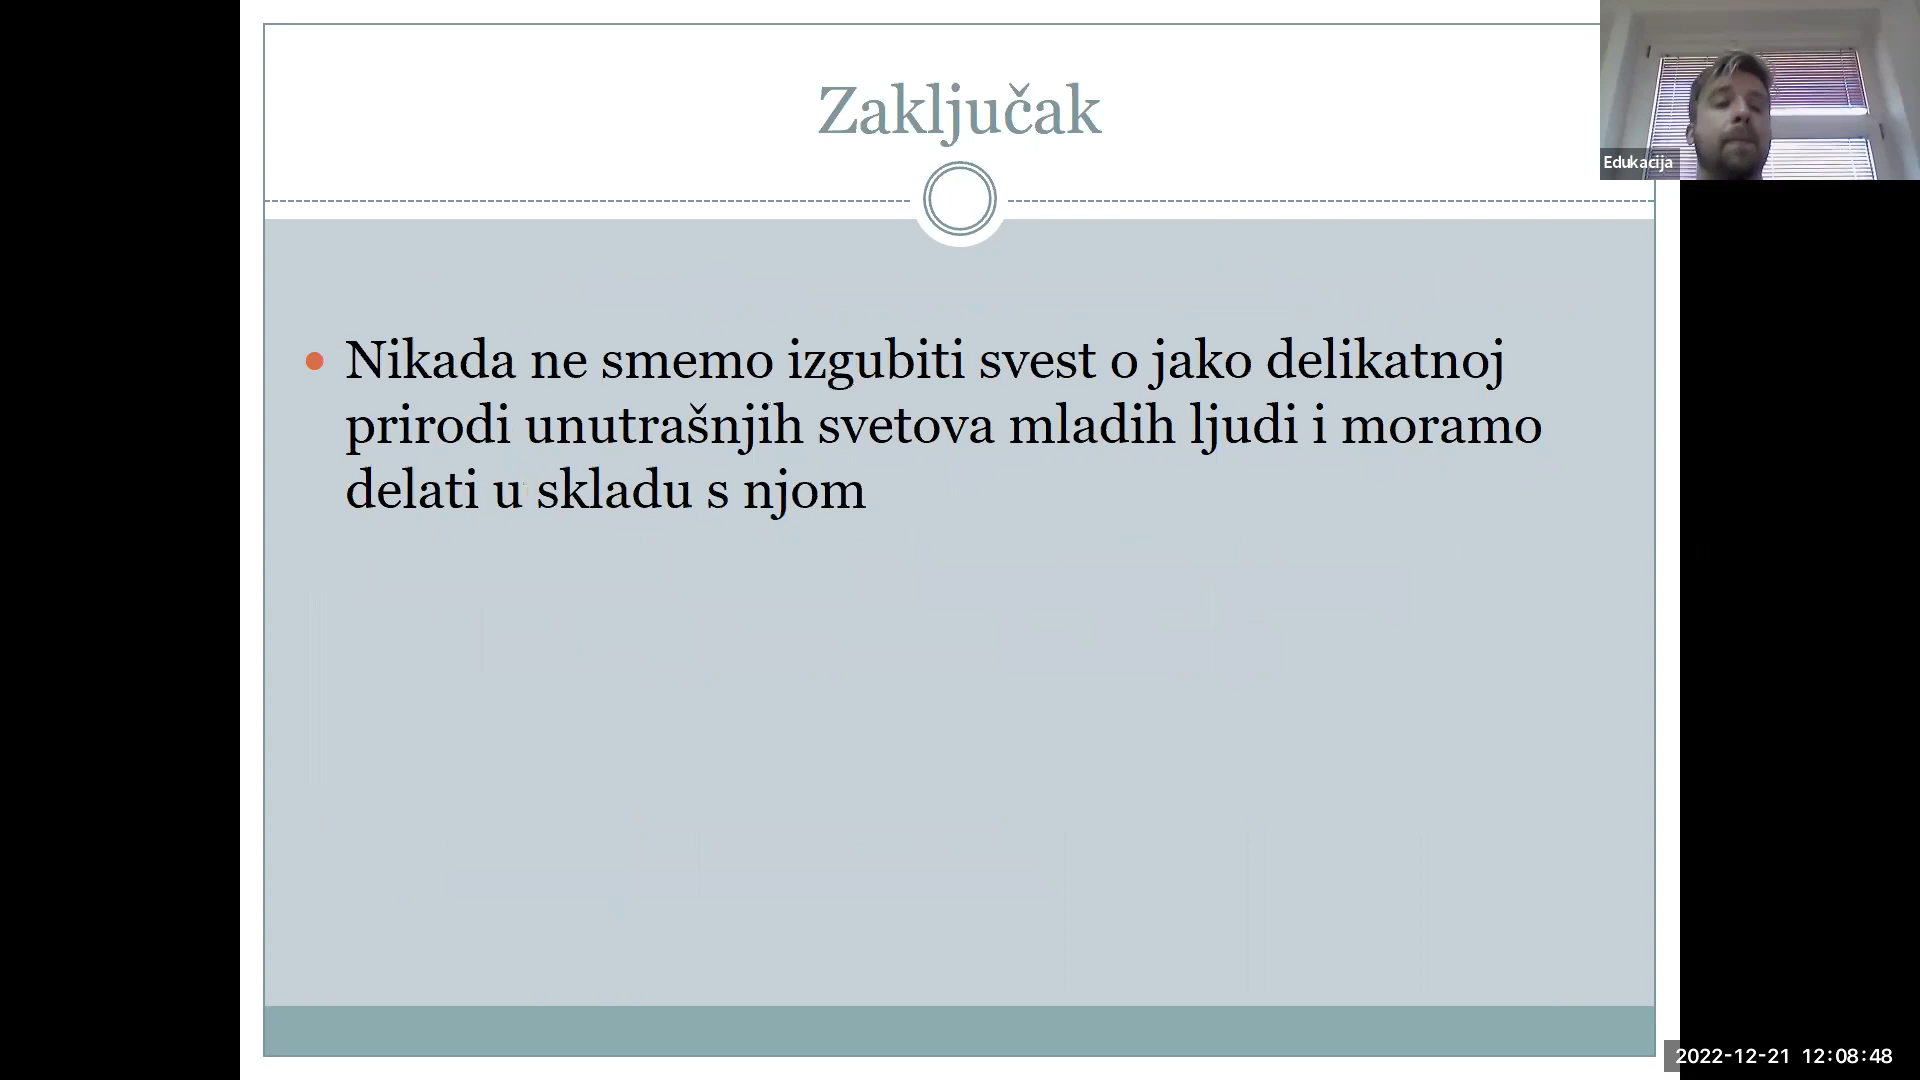 Zaključak
Edukacija
Nikada ne smemo izgubiti svest o jako delikatnoj
prirodi unutrašnjih svetova mladih ljudi i moramo
delati u skladu s njom
2022-12-21 12:08:48